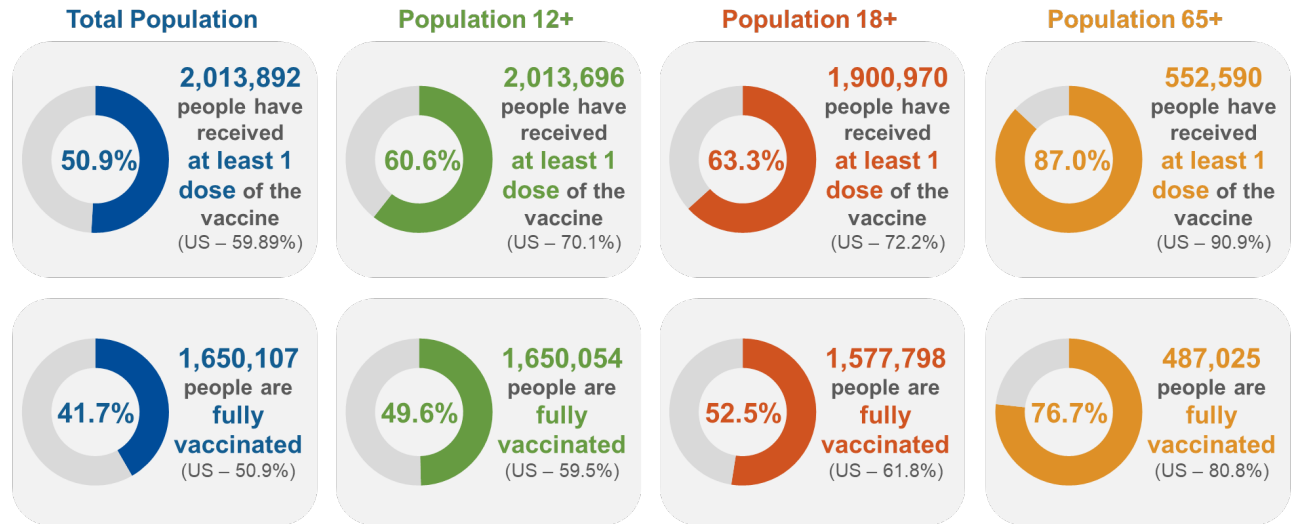 Total Population
Population 12+
Population 18+
Population 65+
50.9%
2,013,892
people have
received
at least 1
dose of the
vaccine
(US – 59.89%)
60.6%
2,013,696
people have
received
at least 1
dose of the
vaccine
(US – 70.1%)
63.3%
1,900,970
people have
received
at least 1
dose of the
vaccine
(US – 72.2%)
87.0%
552,590
people have
received
at least 1
dose of the
vaccine
(US – 90.9%)
41.7%
1,650,107
people are
fully
vaccinated
(US – 50.9%)
49.6%
1,650,054
people are
fully
vaccinated
(US – 59.5%)
52.5%
1,577,798
people are
fully
vaccinated
(US – 61.8%)
76.7%
487,025
people are
fully
vaccinated
(US – 80.8%)